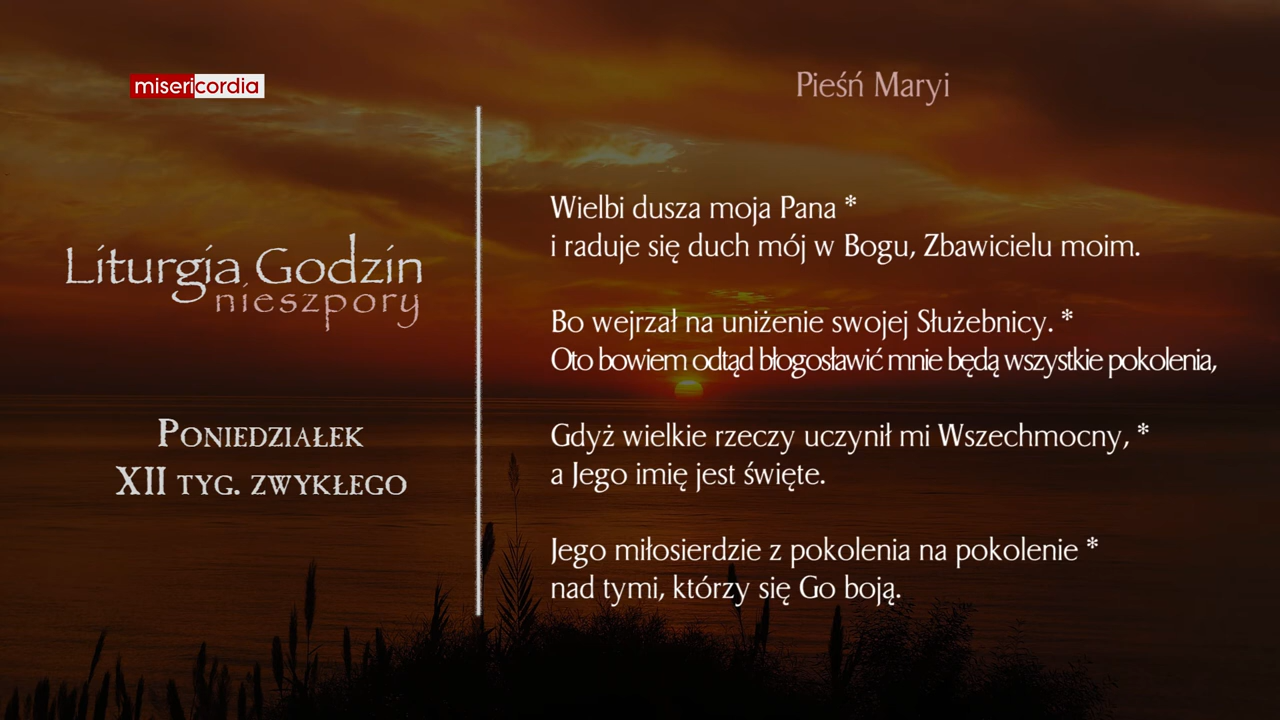 misericordia
Liturgia Godzin
nieszpory
Poniedziałek
XII tyg. zwykłego
Pieśń Maryi
Wielbi dusza moja Pana *
i raduje się duch mój w Bogu, Zbawicielu moim.
Bo wejrzał na uniżenie swojej Służebnicy. *
Oto bowiem odtąd błogosławić mnie będą wszystkie pokolenia,
Gdyż wielkie rzeczy uczynił mi Wszechmocny, *
a Jego imię jest święte.
Jego miłosierdzie z pokolenia na pokolenie *
nad tymi, którzy się Go boją.